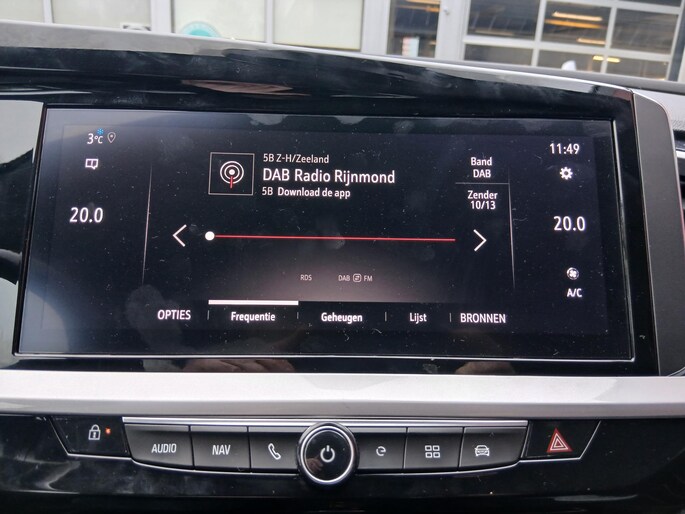 3°C
11:49
5B Z-H/Zeeland
DAB Radio Rijnmond
5B Download de app
Band
DAB
Zender
10/13
20.0
20.0
RDS
DAB FM
A/C
OPTIES
Frequentie
Geheugen
Lijst
BRONNEN
AUDIO
NAV